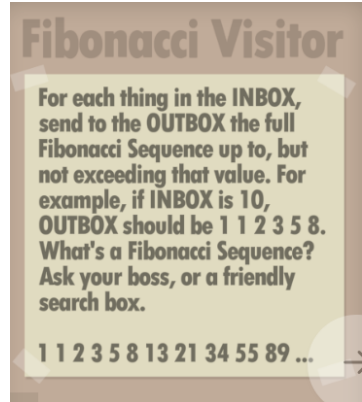 Fibonacci Visitor
For each thing in the INBOX,
send to the OUTBOX the full
Fibonacci Sequence up to, but
not exceeding that value. For
example, if INBOX is 10,
OUTBOX should be 1 1 2 3 5 8.
What's a Fibonacci Sequence?
Ask your boss, or a friendly
search box.
1 1 2 3 5 8 13 21 34 55 89 ...